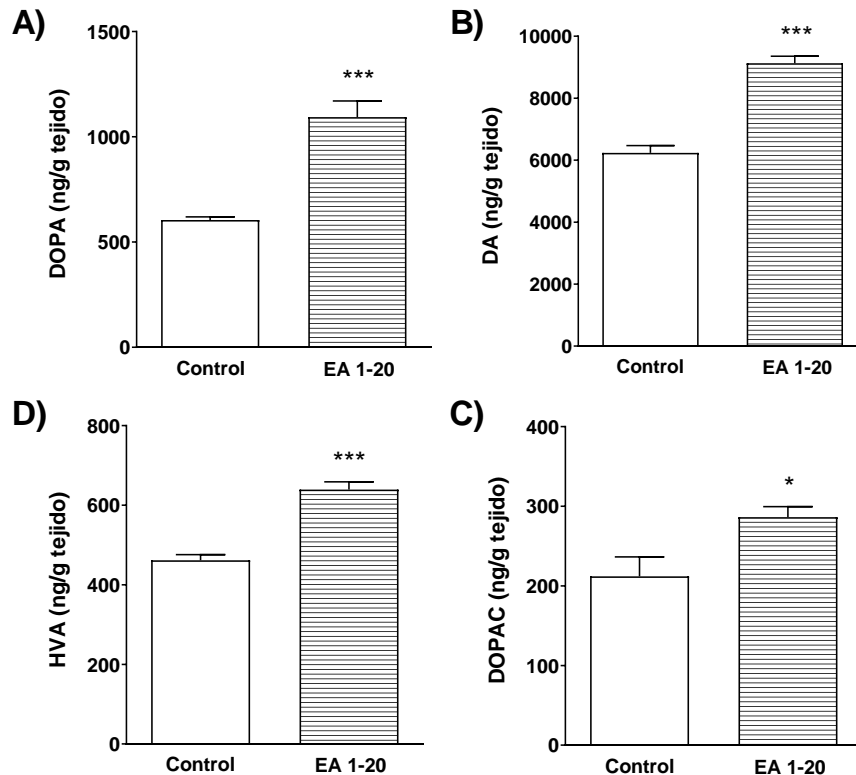 A)
DOPA (ng/g tejido)
1500
1000
500
0
***
Control
EA 1-20
B)
DA (ng/g tejido)
10000
8000
6000
4000
2000
0
***
Control
EA 1-20
D)
HVA (ng/g tejido)
800
600
400
200
0
***
Control
EA 1-20
C)
DOPAC (ng/g tejido)
400
300
200
100
0
*
Control
EA 1-20